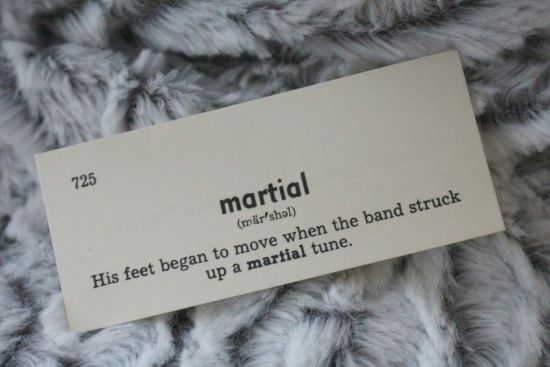 725
martial
(mär′shəl)
His feet began to move when the band struck
up a martial tune.